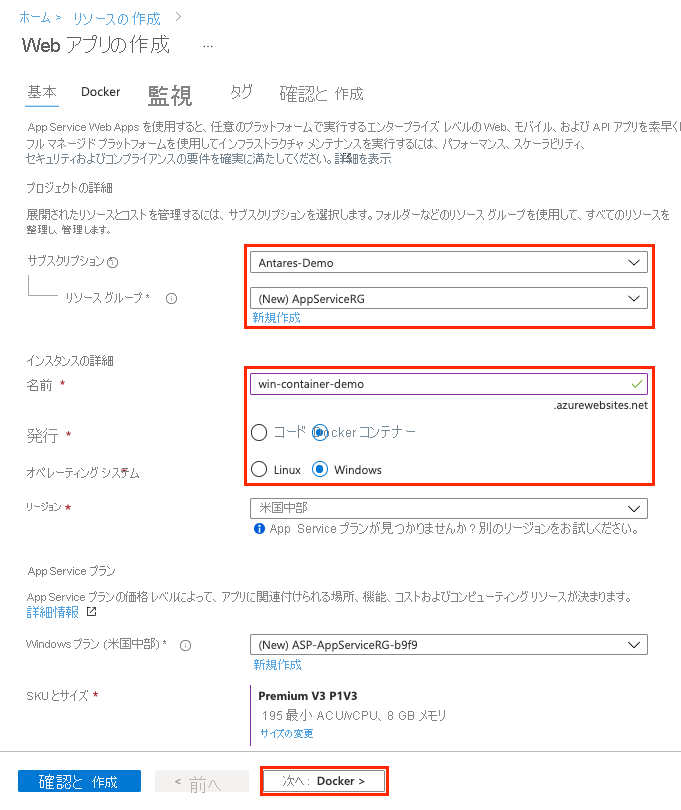 ホーム > リソースの作成 >
Web アプリの作成 ...
基本 Docker 監視 タグ 確認と 作成
App Service Web Apps を使用すると、任意のプラットフォームで実行するエンタープライズ レベルの Web、モバイル、および API アプリを素早く
フル マネージド プラットフォームを使用してインフラストラクチャ メンテナンスを実行するには、パフォーマンス、スケーラビリティ、
セキュリティおよびコンプライアンスの要件を確実に満たしてください。詳細を表示
プロジェクトの詳細
展開されたリソースとコストを管理するには、サブスクリプションを選択します。フォルダーなどのリソース グループを使用して、すべてのリソースを
整理し、管理します。
サブスクリプション * Antares-Demo
リソース グループ * (New) AppServiceRG
新規作成
インスタンスの詳細
名前 * win-container-demo
.azurewebsites.net
発行 * コード Docker コンテナー
オペレーティング システム * Linux Windows
リージョン * 米国中部
App Service プランが見つかりませんか？別のリージョンをお試しください。
App Service プラン
App Service プランの価格レベルによって、アプリに関連付けられる場所、機能、コストおよびコンピューティング リソースが決まります。
詳細情報
Windows プラン (米国中部) * (New) ASP-AppServiceRG-b9f9
新規作成
SKU とサイズ * Premium V3 P1V3
195 最小 ACU/vCPU、8 GB メモリ
サイズの変更
確認と 作成 < 前へ 次へ : Docker >